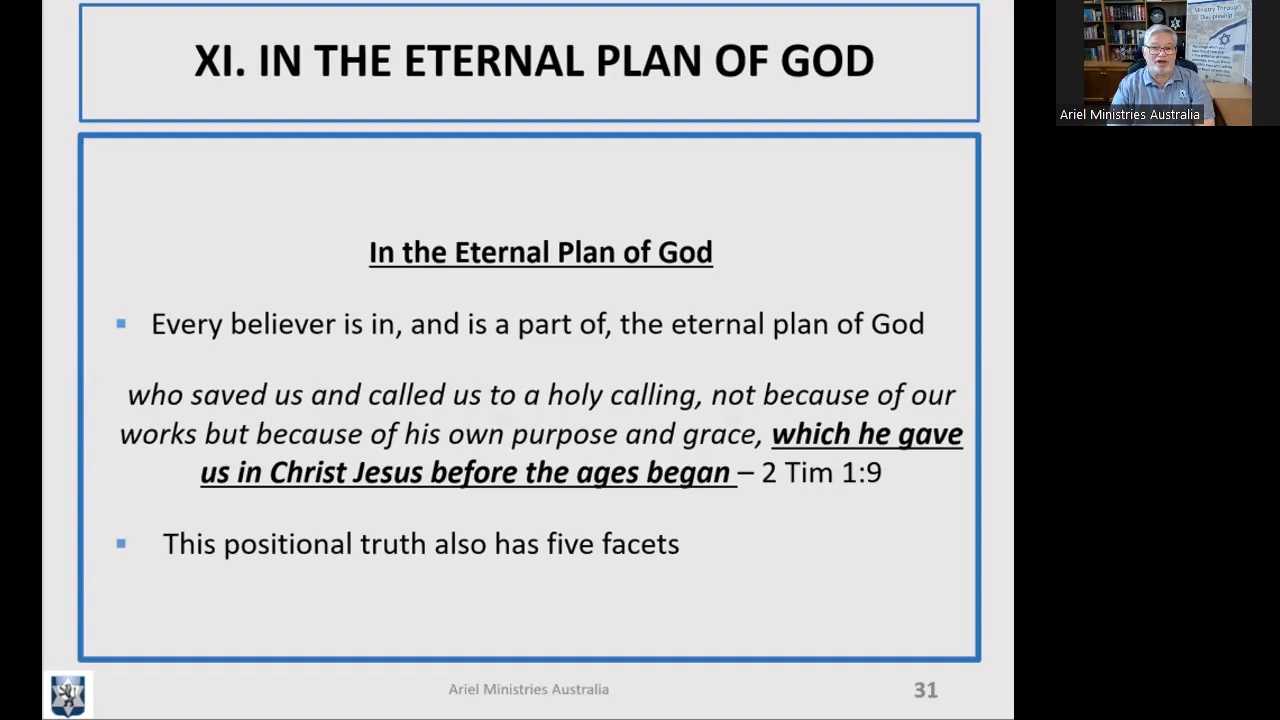 XI. IN THE ETERNAL PLAN OF GOD
In the Eternal Plan of God
▪ Every believer is in, and is a part of, the eternal plan of God
who saved us and called us to a holy calling, not because of our
works but because of his own purpose and grace, which he gave
us in Christ Jesus before the ages began – 2 Tim 1:9
▪ This positional truth also has five facets
Ariel Ministries Australia
31
Ministry Through
Discipleship
Ariel Ministries Australia